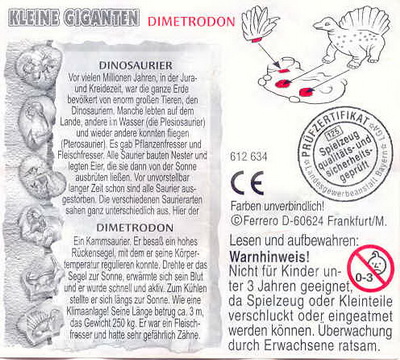 KLEINE GIGANTEN DIMETRODON
DINOSAURIER
Vor vielen Millionen Jahren, in der Jura-
und Kreidezeit, war die ganze Erde
bevölkert von enorm großen Tieren, den
Dinosauriern. Manche lebten auf dem
Lande, andere im Wasser (die Plesiosaurier)
und wieder andere konnten fliegen
(Pterosaurier). Es gab Pflanzenfresser und
Fleischfresser. Alle Saurier bauten Nester und
legten Eier, die sie dann von der Sonne
ausbrüten ließen. Vor unvorstellbar
langer Zeit schon sind alle Saurier aus-
gestorben. Die verschiedenen Saurierarten
sahen ganz unterschiedlich aus. Hier der
DIMETRODON
Ein Kammsaurier. Er besaß ein hohes
Rückensegel, mit dem er seine Körper-
temperatur regulieren konnte. Drehte er das
Segel zur Sonne, erwärmte sich sein Blut
und er wurde schnell und aktiv. Zum Kühlen
stellte er sich längs zur Sonne. Wie eine
Klimaanlage! Seine Länge betrug ca. 3 m,
das Gewicht 250 kg. Er war ein Fleisch-
fresser und hatte sehr gefährlich Zähne.
PRÜFZERTIFIKAT
LGA
125
Spielzeug
qualitäts- und
sicherheits-
geprüft
Landesgewerbeanstalt Bayern
612 634
CE
Farben unverbindlich!
©Ferrero D-60624 Frankfurt/M.
Lesen und aufbewahren:
Warnhinweis!
Nicht für Kinder un-
ter 3 Jahren geeignet,
da Spielzeug oder Kleinteile
verschluckt oder eingeatmet
werden können. Überwachung
durch Erwachsene ratsam.
0-3